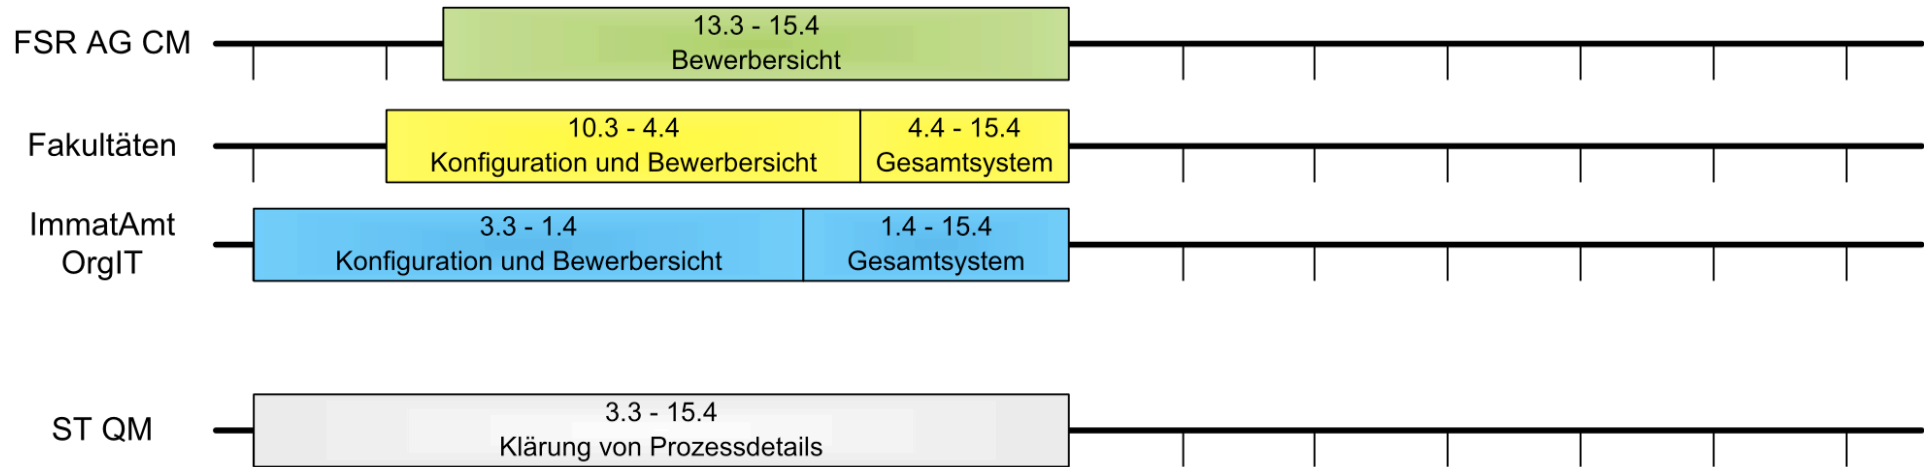 FSR AG CM
13.3 - 15.4
Bewerbersicht
Fakultäten
10.3 - 4.4
Konfiguration und Bewerbersicht
4.4 - 15.4
Gesamtsystem
ImmatAmt
OrgIT
3.3 - 1.4
Konfiguration und Bewerbersicht
1.4 - 15.4
Gesamtsystem
ST QM
3.3 - 15.4
Klärung von Prozessdetails